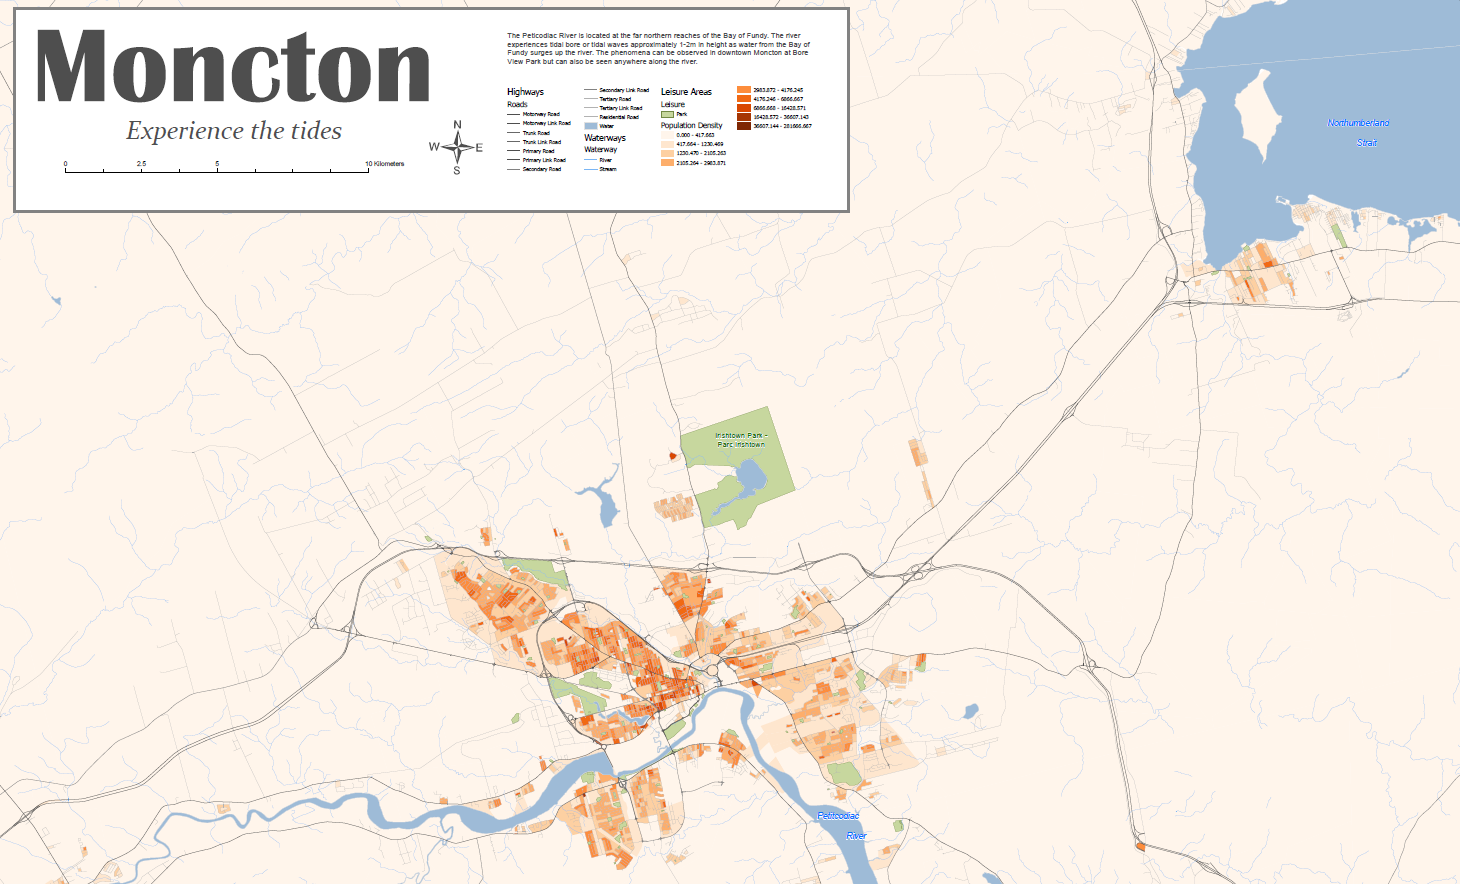 Moncton
Experience the tides
0 2.5 5 10 Kilometers
N
W E
S
The Petlcodiac River is located at the far northern reaches of the Bay of Fundy. The river
experiences tidal bore or tidal waves approximately 1-2m in height as water from the Bay of
Fundy surges up the river. The phenomena can be observed in downtown Moncton at Bore
View Park but can also be seen anywhere along the river.
Highways
Roads
Motorway Road
Motorway Link Road
Trunk Road
Trunk Link Road
Primary Road
Primary Link Road
Secondary Road
Secondary Link Road
Tertiary Road
Tertiary Link Road
Residential Road
Water
Waterways
Waterway
River
Stream
Leisure Areas
Leisure
Park
Population Density
0.000 - 417.663
417.664 - 1230.469
1230.470 - 2105.263
2105.264 - 2983.871
2983.872 - 4176.245
4176.246 - 6866.667
6866.668 - 16428.571
16428.572 - 36607.143
36607.144 - 281666.667
Northumberland
Strait
Irishtown Park -
Parc Irishtown
Petitcodiac
River